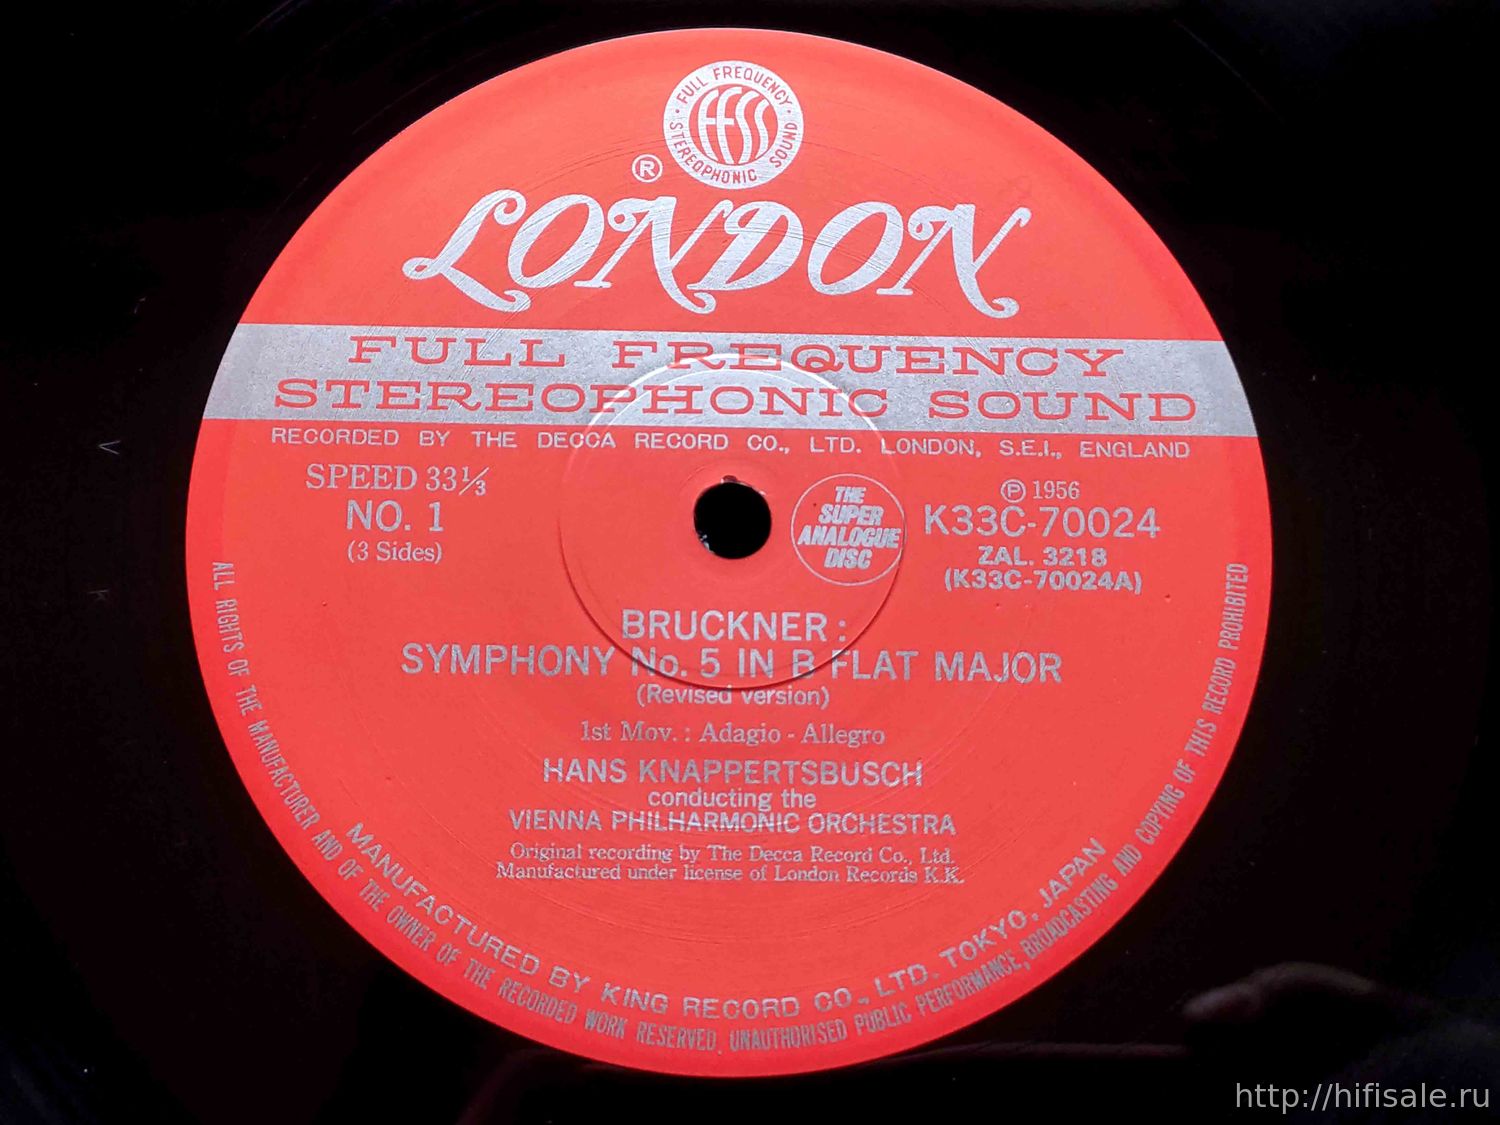 FULL FREQUENCY
FFSS
STEREOPHONIC SOUND
®
LONDON
FULL FREQUENCY
STEREOPHONIC SOUND
RECORDED BY THE DECCA RECORD CO., LTD. LONDON, S.E.I., ENGLAND
SPEED 33⅓
NO. 1
(3 Sides)
THE
SUPER
ANALOGUE
DISC
℗ 1956
K33C-70024
ZAL. 3218
(K33C-70024A)
BRUCKNER :
SYMPHONY No. 5 IN B FLAT MAJOR
(Revised version)
1st Mov. : Adagio - Allegro
HANS KNAPPERTSBUSCH
conducting the
VIENNA PHILHARMONIC ORCHESTRA
Original recording by The Decca Record Co., Ltd.
Manufactured under license of London Records K.K.
MANUFACTURED BY KING RECORD CO., LTD. TOKYO, JAPAN
ALL RIGHTS OF THE MANUFACTURER AND OF THE OWNER OF THE RECORDED WORK RESERVED. UNAUTHORISED PUBLIC PERFORMANCE, BROADCASTING AND COPYING OF THIS RECORD PROHIBITED
http://hifisale.ru